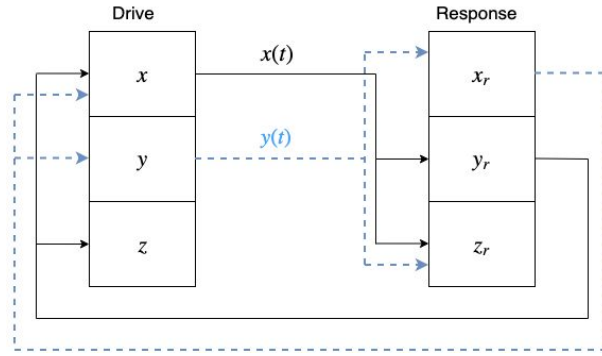 Drive Response
x x(t) x_r
y y(t) y_r
z z_r